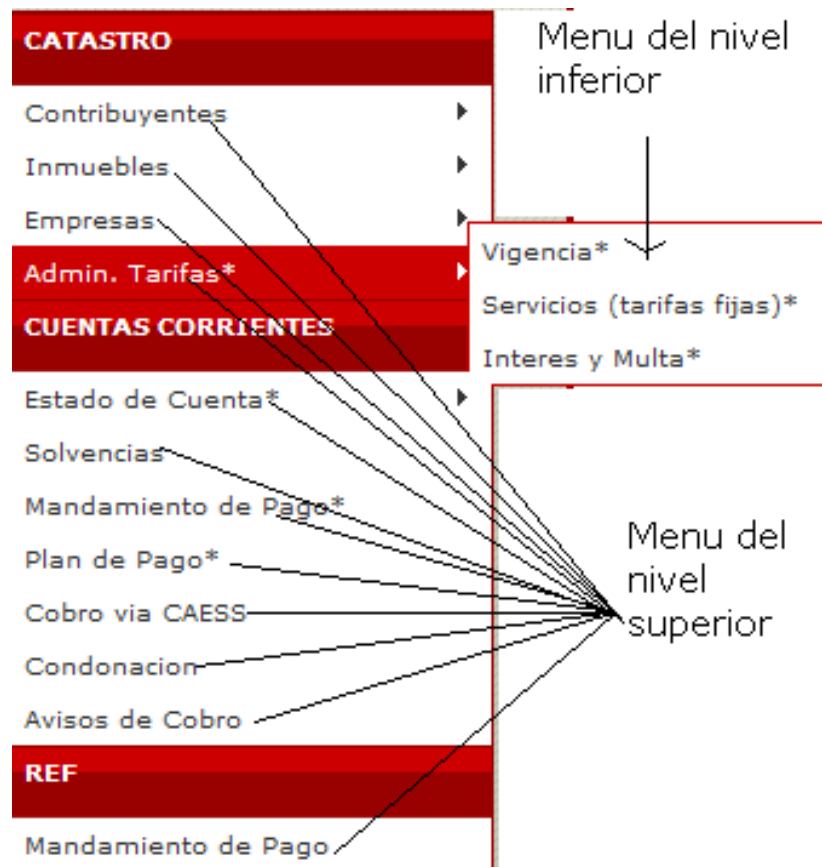 CATASTRO
Menu del nivel
inferior
Contribuyentes
Inmuebles
Empresas
Admin. Tarifas*
Vigencia*
Servicios (tarifas fijas)*
Interes y Multa*
CUENTAS CORRIENTES
Estado de Cuenta*
Solvencias
Mandamiento de Pago*
Plan de Pago*
Cobro via CAESS
Condonacion
Avisos de Cobro
Menu del
nivel
superior
REF
Mandamiento de Pago